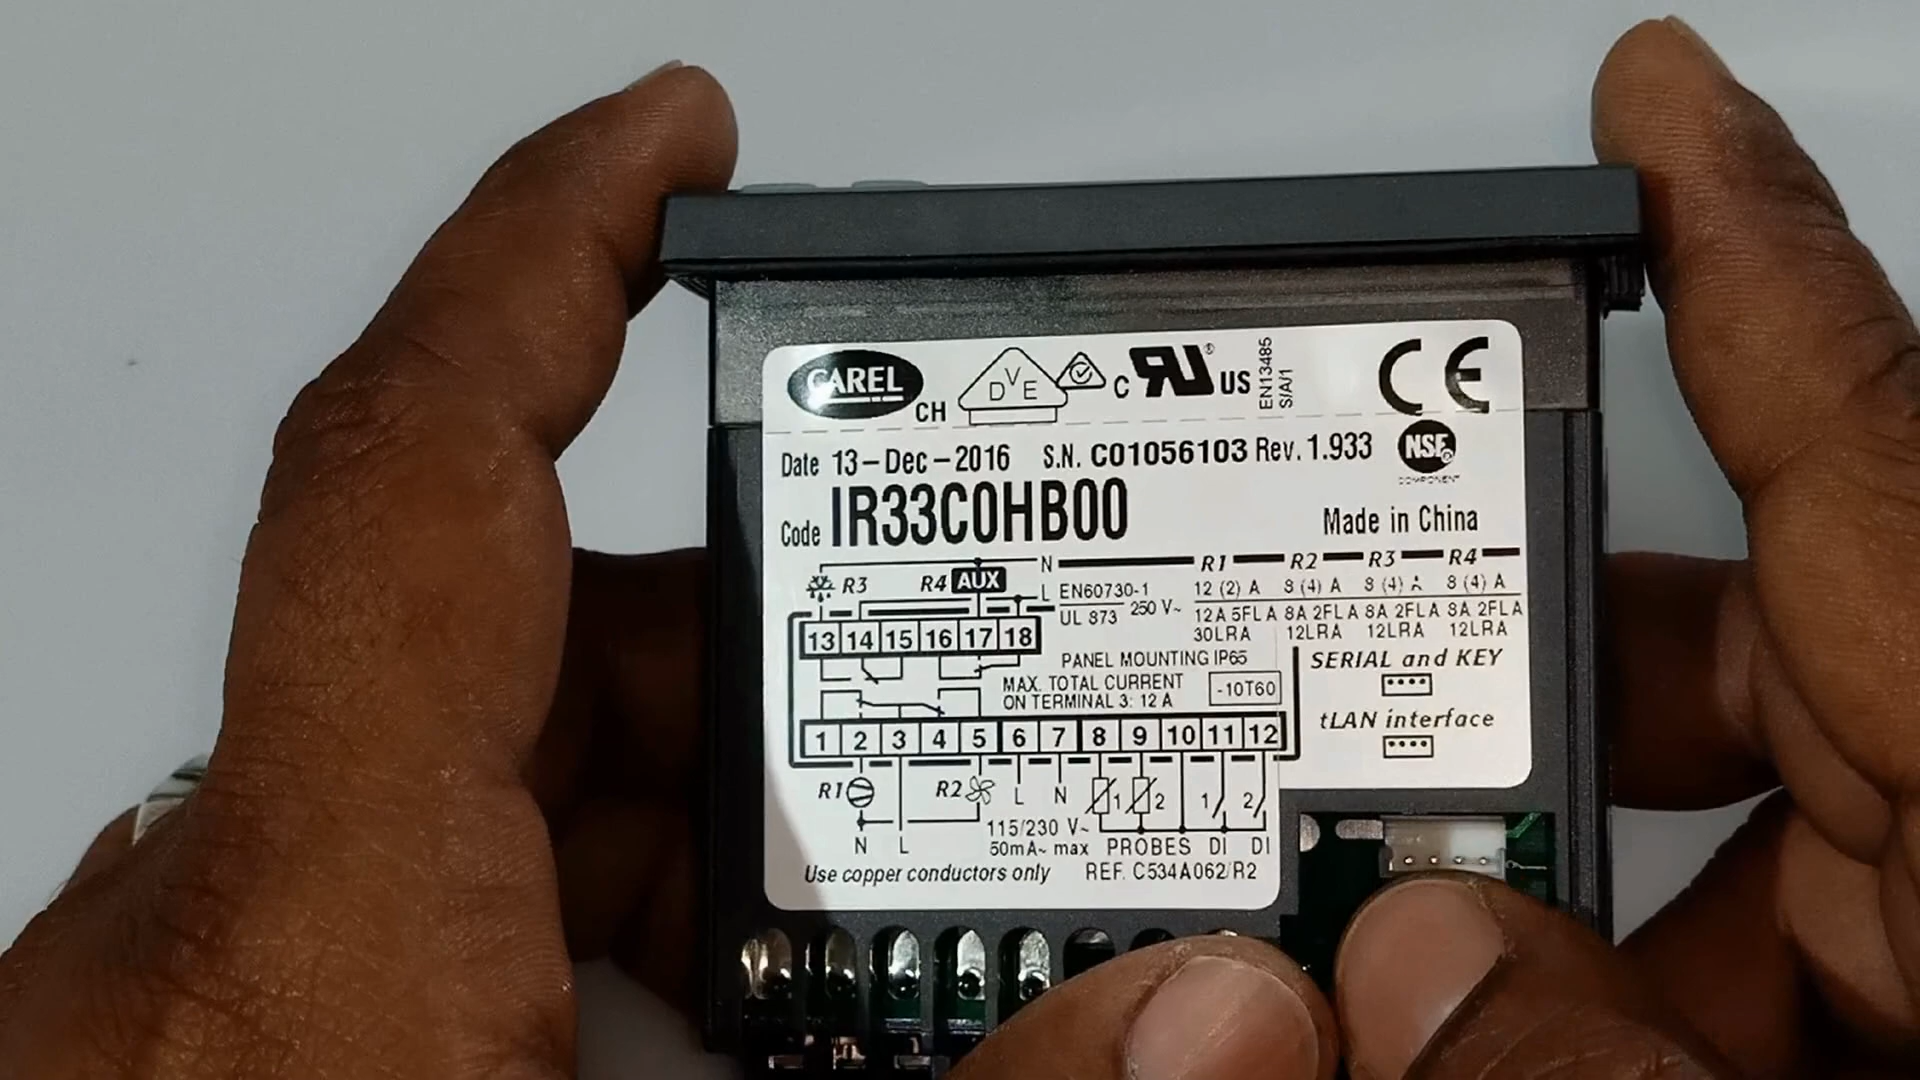 CAREL CH DVE C RU ® US EN13485 S/A/1 CE
Date 13-Dec-2016 S.N. C01056103 Rev. 1.933 NSF
COMPONENT
Code IR33C0HB00 Made in China
N R1 R2 R3 R4
R3 R4 AUX
L EN60730-1 250 V~ 12 (2) A 8 (4) A 8 (4) A 8 (4) A
UL 873 12A 5FLA 8A 2FLA 8A 2FLA 8A 2FLA
30LRA 12LRA 12LRA 12LRA
13 14 15 16 17 18
PANEL MOUNTING IP65 SERIAL and KEY
MAX. TOTAL CURRENT -10T60
ON TERMINAL 3: 12 A
tLAN interface
1 2 3 4 5 6 7 8 9 10 11 12
R1 R2 L N 1 2 1 2
115/230 V~
N L 50mA~ max PROBES DI DI
Use copper conductors only REF. C534A062/R2